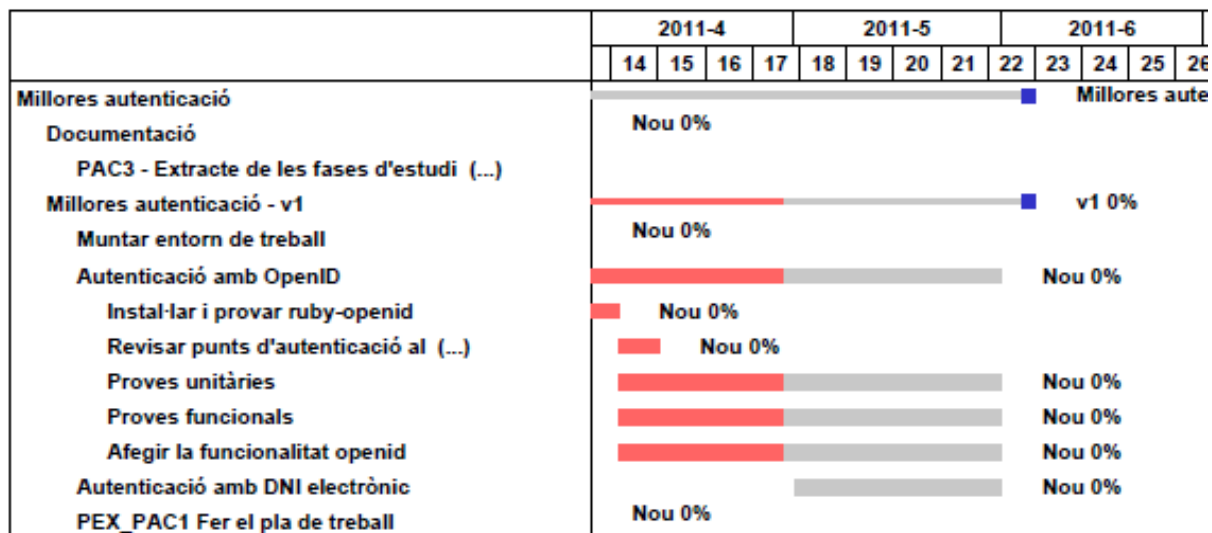 2011-4 2011-5 2011-6
14 15 16 17 18 19 20 21 22 23 24 25 26
Millores autenticació Millores aute
Documentació Nou 0%
PAC3 - Extracte de les fases d'estudi (...)
Millores autenticació - v1 v1 0%
Muntar entorn de treball Nou 0%
Autenticació amb OpenID Nou 0%
Instal·lar i provar ruby-openid Nou 0%
Revisar punts d'autenticació al (...) Nou 0%
Proves unitàries Nou 0%
Proves funcionals Nou 0%
Afegir la funcionalitat openid Nou 0%
Autenticació amb DNI electrònic Nou 0%
PEX_PAC1 Fer el pla de treball Nou 0%